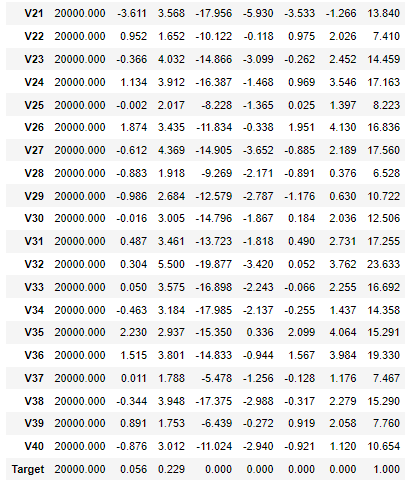 V21 20000.000 -3.611 3.568 -17.956 -5.930 -3.533 -1.266 13.840
V22 20000.000 0.952 1.652 -10.122 -0.118 0.975 2.026 7.410
V23 20000.000 -0.366 4.032 -14.866 -3.099 -0.262 2.452 14.459
V24 20000.000 1.134 3.912 -16.387 -1.468 0.969 3.546 17.163
V25 20000.000 -0.002 2.017 -8.228 -1.365 0.025 1.397 8.223
V26 20000.000 1.874 3.435 -11.834 -0.338 1.951 4.130 16.836
V27 20000.000 -0.612 4.369 -14.905 -3.652 -0.885 2.189 17.560
V28 20000.000 -0.883 1.918 -9.269 -2.171 -0.891 0.376 6.528
V29 20000.000 -0.986 2.684 -12.579 -2.787 -1.176 0.630 10.722
V30 20000.000 -0.016 3.005 -14.796 -1.867 0.184 2.036 12.506
V31 20000.000 0.487 3.461 -13.723 -1.818 0.490 2.731 17.255
V32 20000.000 0.304 5.500 -19.877 -3.420 0.052 3.762 23.633
V33 20000.000 0.050 3.575 -16.898 -2.243 -0.066 2.255 16.692
V34 20000.000 -0.463 3.184 -17.985 -2.137 -0.255 1.437 14.358
V35 20000.000 2.230 2.937 -15.350 0.336 2.099 4.064 15.291
V36 20000.000 1.515 3.801 -14.833 -0.944 1.567 3.984 19.330
V37 20000.000 0.011 1.788 -5.478 -1.256 -0.128 1.176 7.467
V38 20000.000 -0.344 3.948 -17.375 -2.988 -0.317 2.279 15.290
V39 20000.000 0.891 1.753 -6.439 -0.272 0.919 2.058 7.760
V40 20000.000 -0.876 3.012 -11.024 -2.940 -0.921 1.120 10.654
Target 20000.000 0.056 0.229 0.000 0.000 0.000 0.000 1.000